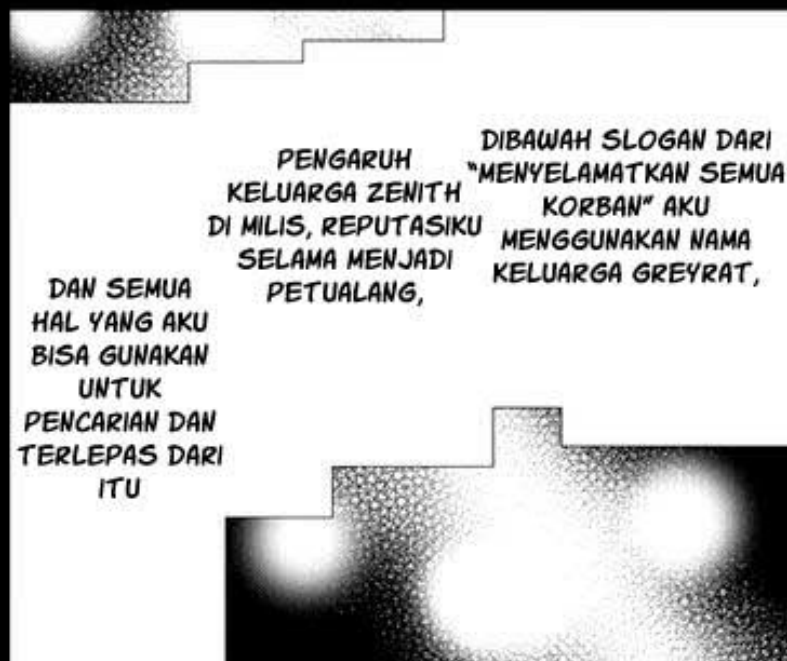 DIBAWAH SLOGAN DARI
"MENYELAMATKAN SEMUA
KORBAN" AKU
MENGGUNAKAN NAMA
KELUARGA GREYRAT,
PENGARUH
KELUARGA ZENITH
DI MILIS, REPUTASIKU
SELAMA MENJADI
PETUALANG,
DAN SEMUA
HAL YANG AKU
BISA GUNAKAN
UNTUK
PENCARIAN DAN
TERLEPAS DARI
ITU